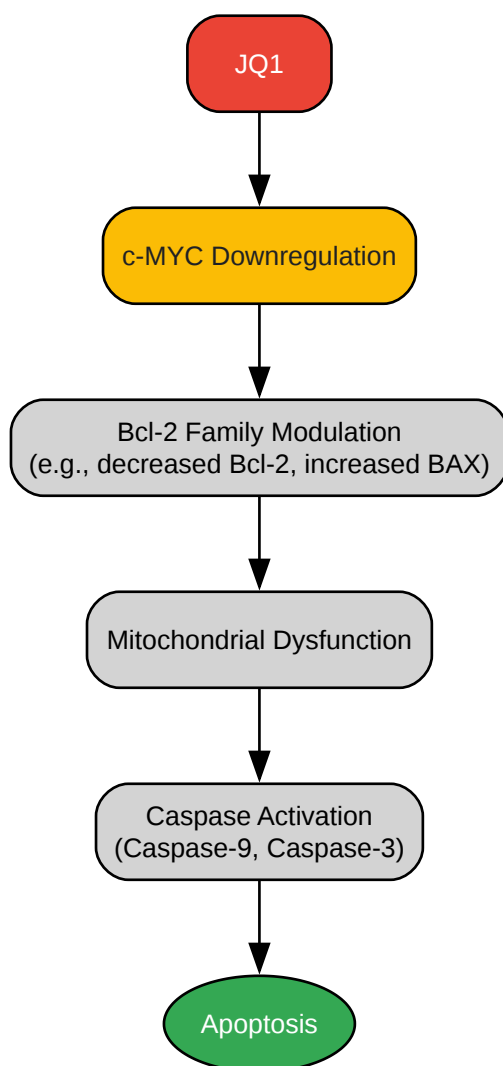 JQ1
c-MYC Downregulation
Bcl-2 Family Modulation
(e.g., decreased Bcl-2, increased BAX)
Mitochondrial Dysfunction
Caspase Activation
(Caspase-9, Caspase-3)
Apoptosis